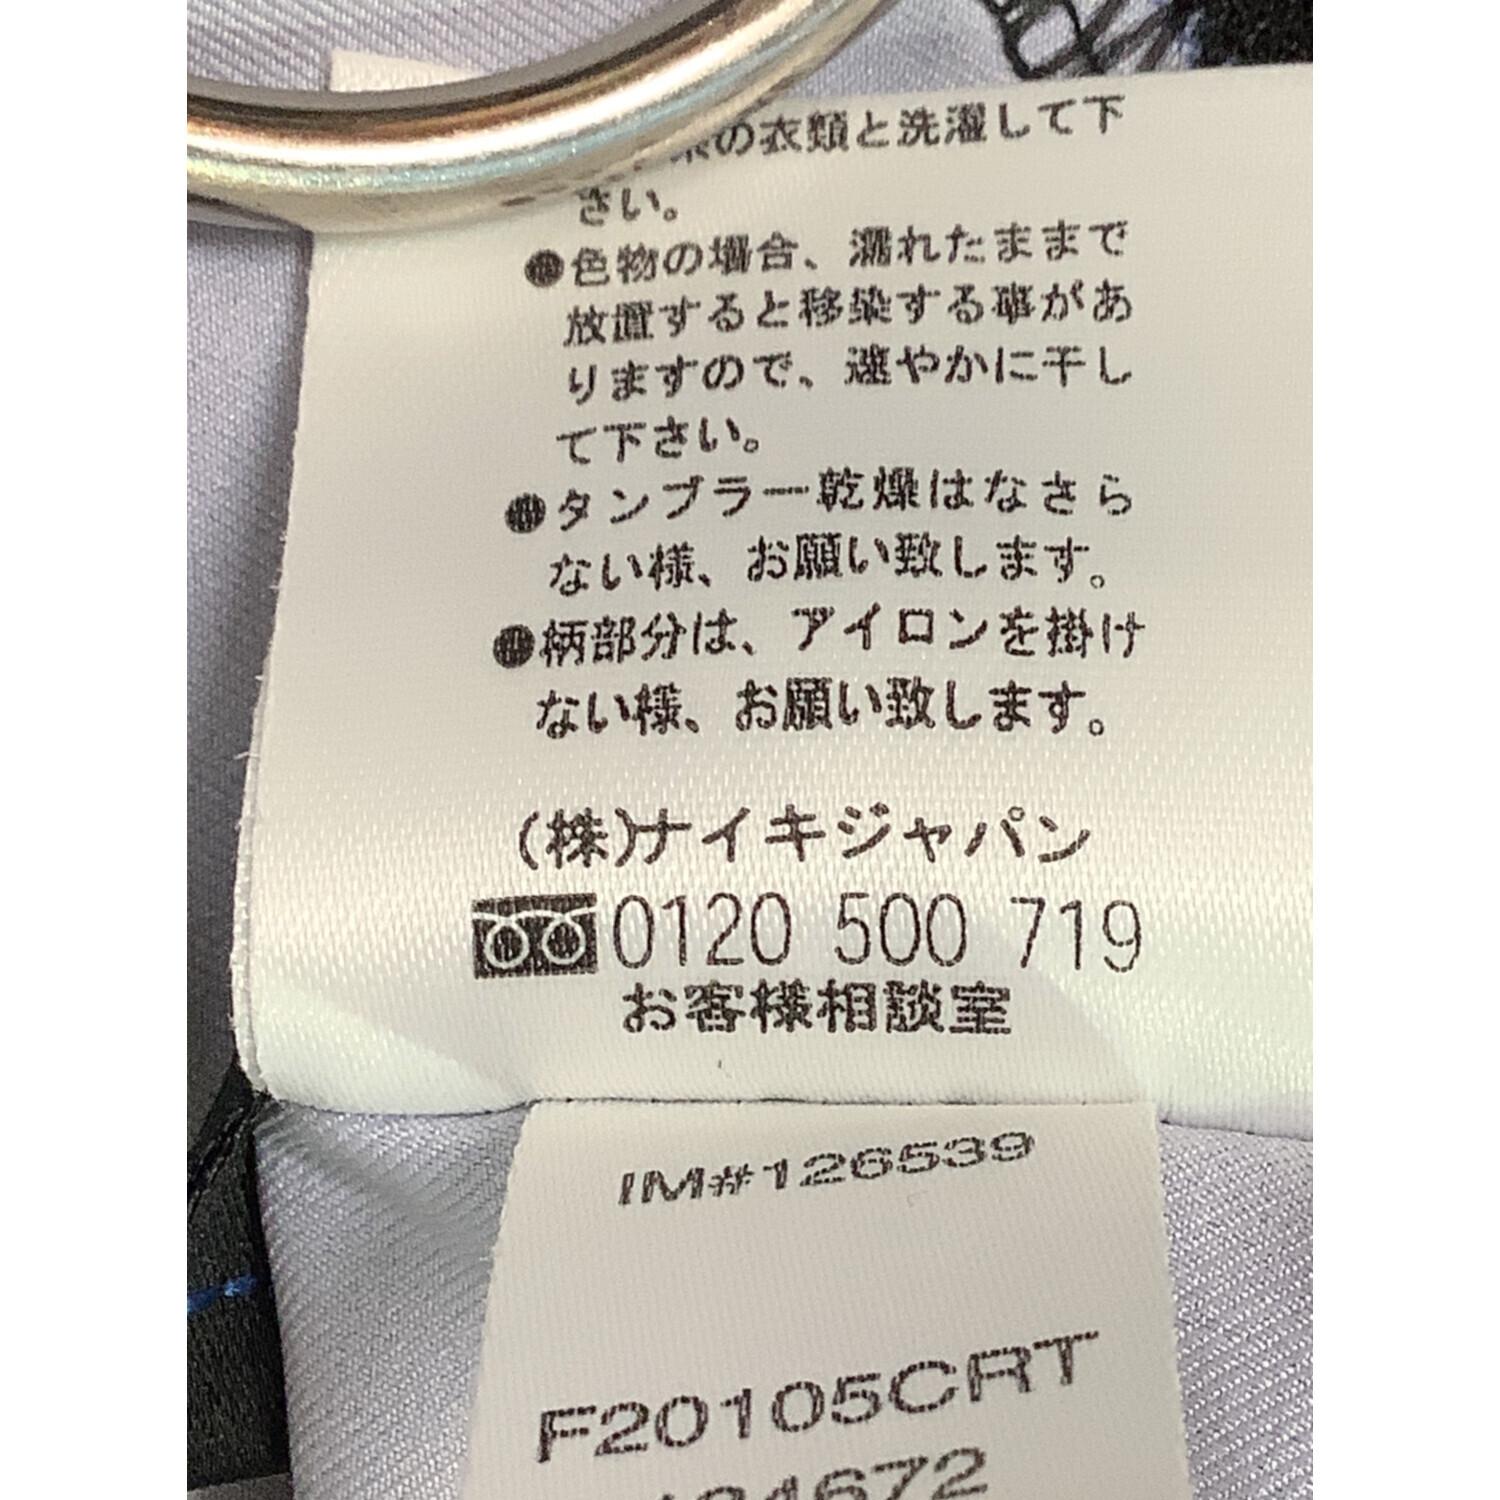 の衣類と洗濯して下
さい。
●色物の場合、濡れたままで
放置すると移染する事があ
りますので、速やかに干し
て下さい。
●タンブラー乾燥はなさら
ない様、お願い致します。
●柄部分は、アイロンを掛け
ない様、お願い致します。
(株)ナイキジャパン
0120 500 719
お客様相談室
IM#126539
F20105CRT